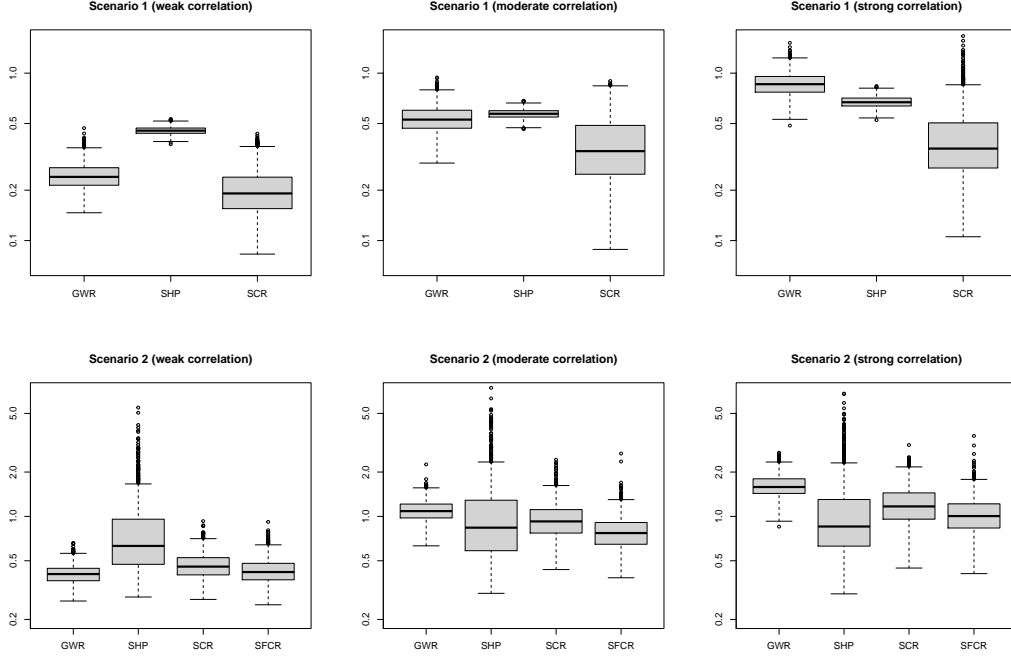 Scenario 1 (weak correlation)
1.0
0.5
0.2
0.1
GWR SHP SCR
Scenario 1 (moderate correlation)
1.0
0.5
0.2
0.1
GWR SHP SCR
Scenario 1 (strong correlation)
1.0
0.5
0.2
0.1
GWR SHP SCR
Scenario 2 (weak correlation)
5.0
2.0
1.0
0.5
0.2
GWR SHP SCR SFCR
Scenario 2 (moderate correlation)
5.0
2.0
1.0
0.5
0.2
GWR SHP SCR SFCR
Scenario 2 (strong correlation)
5.0
2.0
1.0
0.5
0.2
GWR SHP SCR SFCR